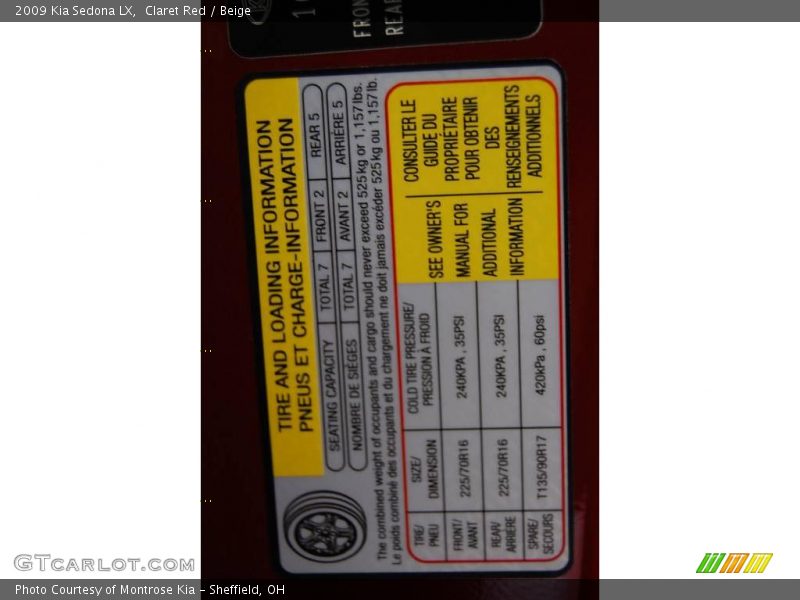 2009 Kia Sedona LX,  Claret Red / Beige
FRON
REAR
TIRE AND LOADING INFORMATION
PNEUS ET CHARGE-INFORMATION
SEATING CAPACITY TOTAL 7 FRONT 2 REAR 5
NOMBRE DE SIÈGES TOTAL 7 AVANT 2 ARRIÈRE 5
The combined weight of occupants and cargo should never exceed 525kg or 1,157lbs.
Le poids combiné des occupants et du chargement ne doit jamais excéder 525kg ou 1,157lb.
TIRE/
PNEU
SIZE/
DIMENSION
COLD TIRE PRESSURE/
PRESSION À FROID
FRONT/
AVANT
225/70R16
240KPA , 35PSI
REAR/
ARRIERE
225/70R16
240KPA , 35PSI
SPARE/
SECOURS
T135/90R17
420kPa , 60psi
SEE OWNER'S
MANUAL FOR
ADDITIONAL
INFORMATION
CONSULTER LE
GUIDE DU
PROPRIÉTAIRE
POUR OBTENIR
DES
RENSEIGNEMENTS
ADDITIONNELS
GTCARLOT.COM
Photo Courtesy of Montrose Kia – Sheffield, OH